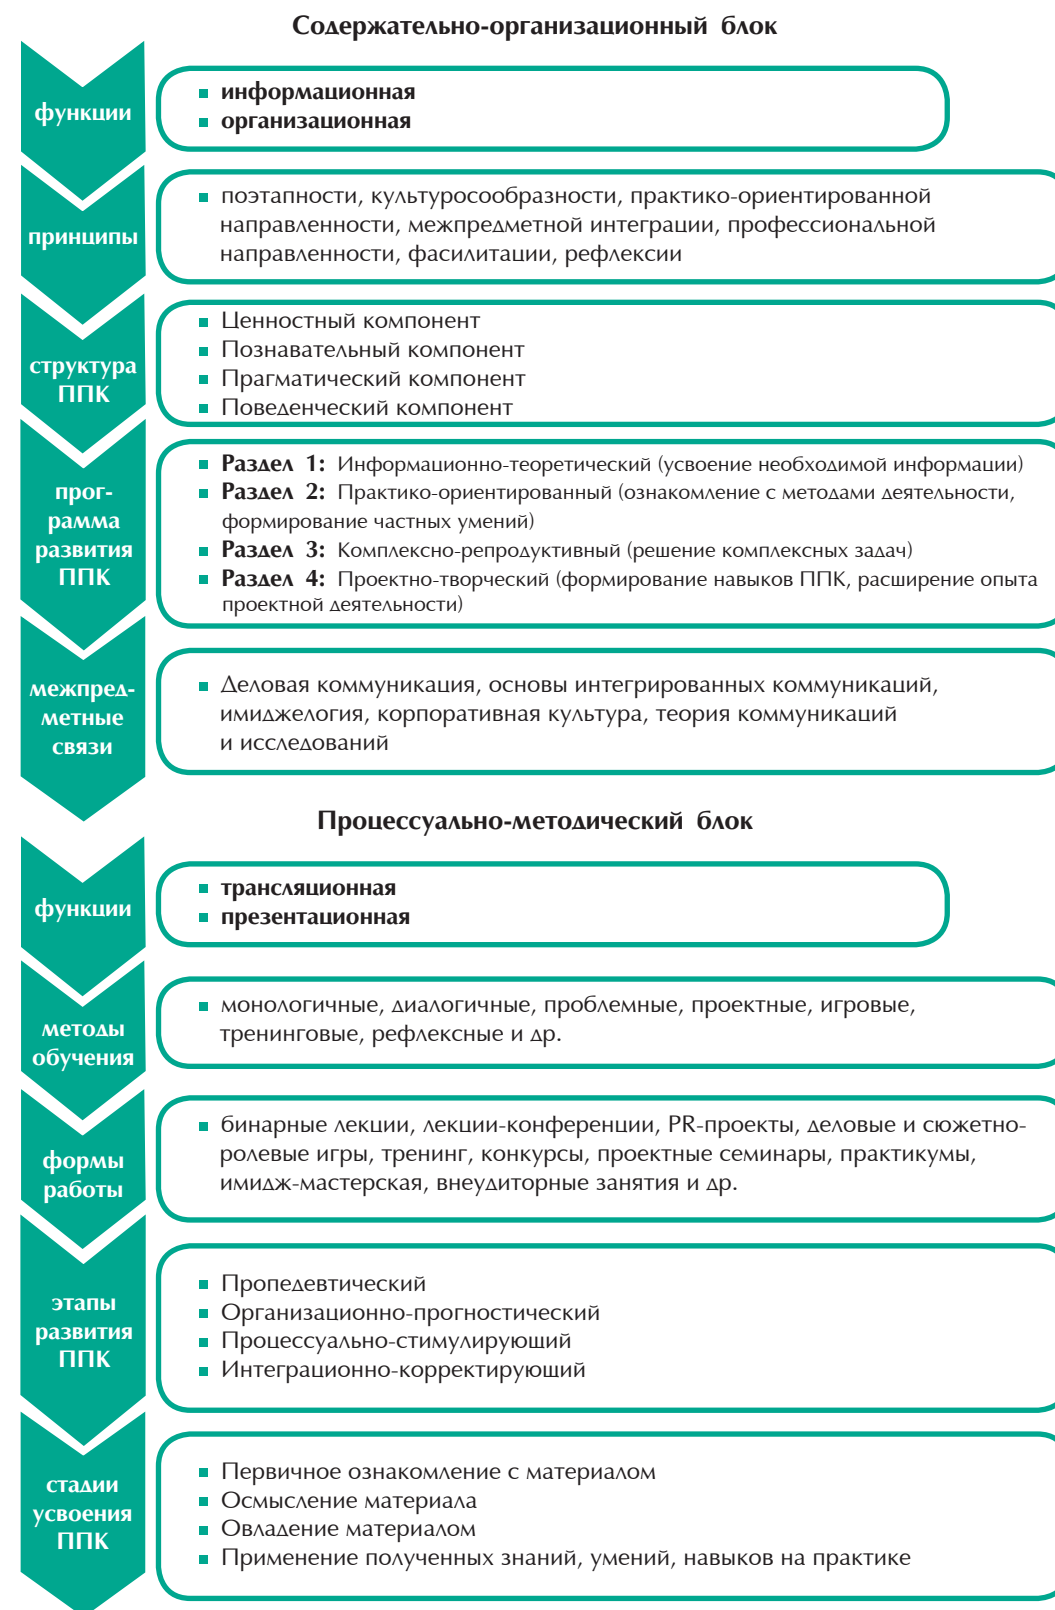 Содержательно-организационный блок
функции
информационная
организационная
принципы
поэтапности, культуросообразности, практико-ориентированной
направленности, межпредметной интеграции, профессиональной
направленности, фасилитации, рефлексии
структура
ППК
Ценностный компонент
Познавательный компонент
Прагматический компонент
Поведенческий компонент
прог-
рамма
развития
ППК
Раздел 1: Информационно-теоретический (усвоение необходимой информации)
Раздел 2: Практико-ориентированный (ознакомление с методами деятельности,
формирование частных умений)
Раздел 3: Комплексно-репродуктивный (решение комплексных задач)
Раздел 4: Проектно-творческий (формирование навыков ППК, расширение опыта
проектной деятельности)
межпред-
метные
связи
Деловая коммуникация, основы интегрированных коммуникаций,
имиджелогия, корпоративная культура, теория коммуникаций
и исследований
Процессуально-методический блок
функции
трансляционная
презентационная
методы
обучения
монологичные, диалогичные, проблемные, проектные, игровые,
тренинговые, рефлексные и др.
формы
работы
бинарные лекции, лекции-конференции, PR-проекты, деловые и сюжетно-
ролевые игры, тренинг, конкурсы, проектные семинары, практикумы,
имидж-мастерская, внеудиторные занятия и др.
этапы
развития
ППК
Пропедевтический
Организационно-прогностический
Процессуально-стимулирующий
Интеграционно-корректирующий
стадии
усвоения
ППК
Первичное ознакомление с материалом
Осмысление материала
Овладение материалом
Применение полученных знаний, умений, навыков на практике